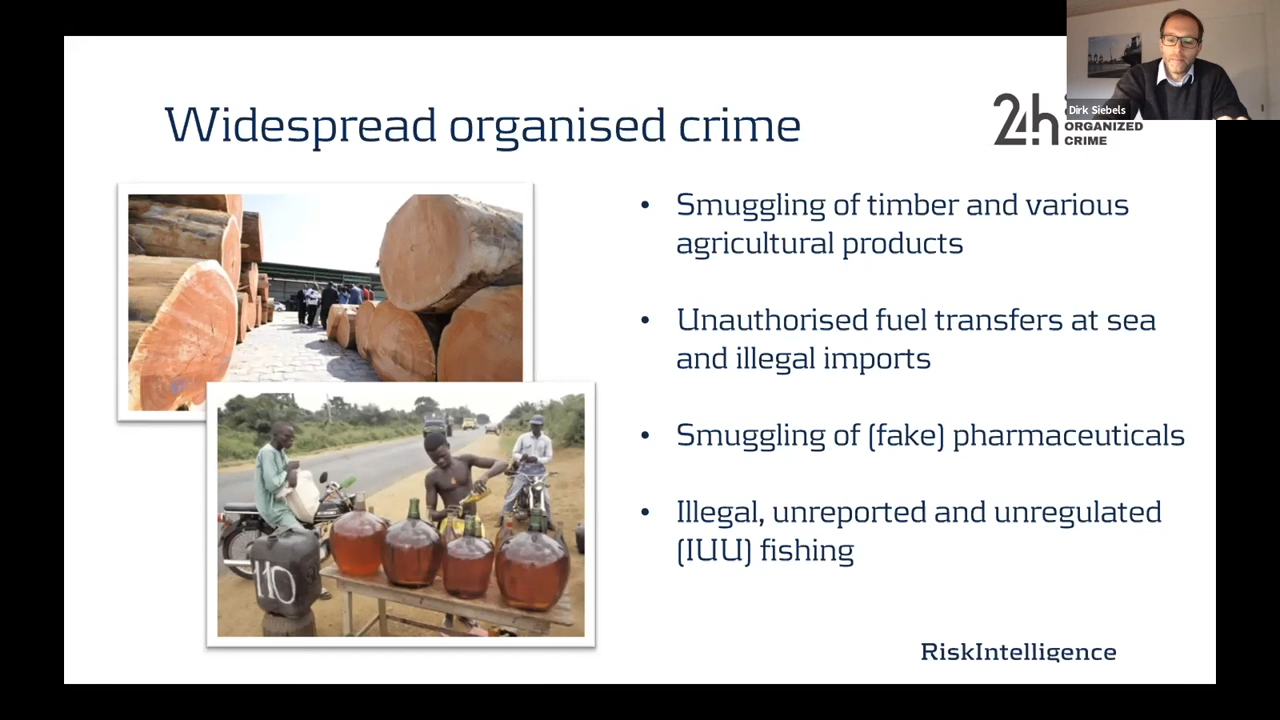 Widespread organised crime
2h
ORGANIZED
CRIME
Dirk Siebels
• Smuggling of timber and various
agricultural products
• Unauthorised fuel transfers at sea
and illegal imports
• Smuggling of (fake) pharmaceuticals
• Illegal, unreported and unregulated
(IUU) fishing
110
RiskIntelligence